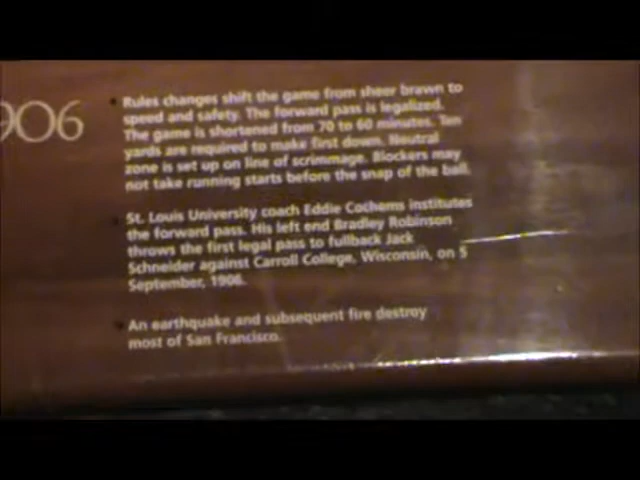 906
• Rules changes shift the game from sheer brawn to
speed and safety. The forward pass is legalized.
The game is shortened from 70 to 60 minutes. Ten
yards are required to make first down. Neutral
zone is set up on line of scrimmage. Blockers may
not take running starts before the snap of the ball.
• St. Louis University coach Eddie Cochems institutes
the forward pass. His left end Bradley Robinson
throws the first legal pass to fullback Jack
Schneider against Carroll College, Wisconsin, on 5
September, 1906.
• An earthquake and subsequent fire destroy
most of San Francisco.